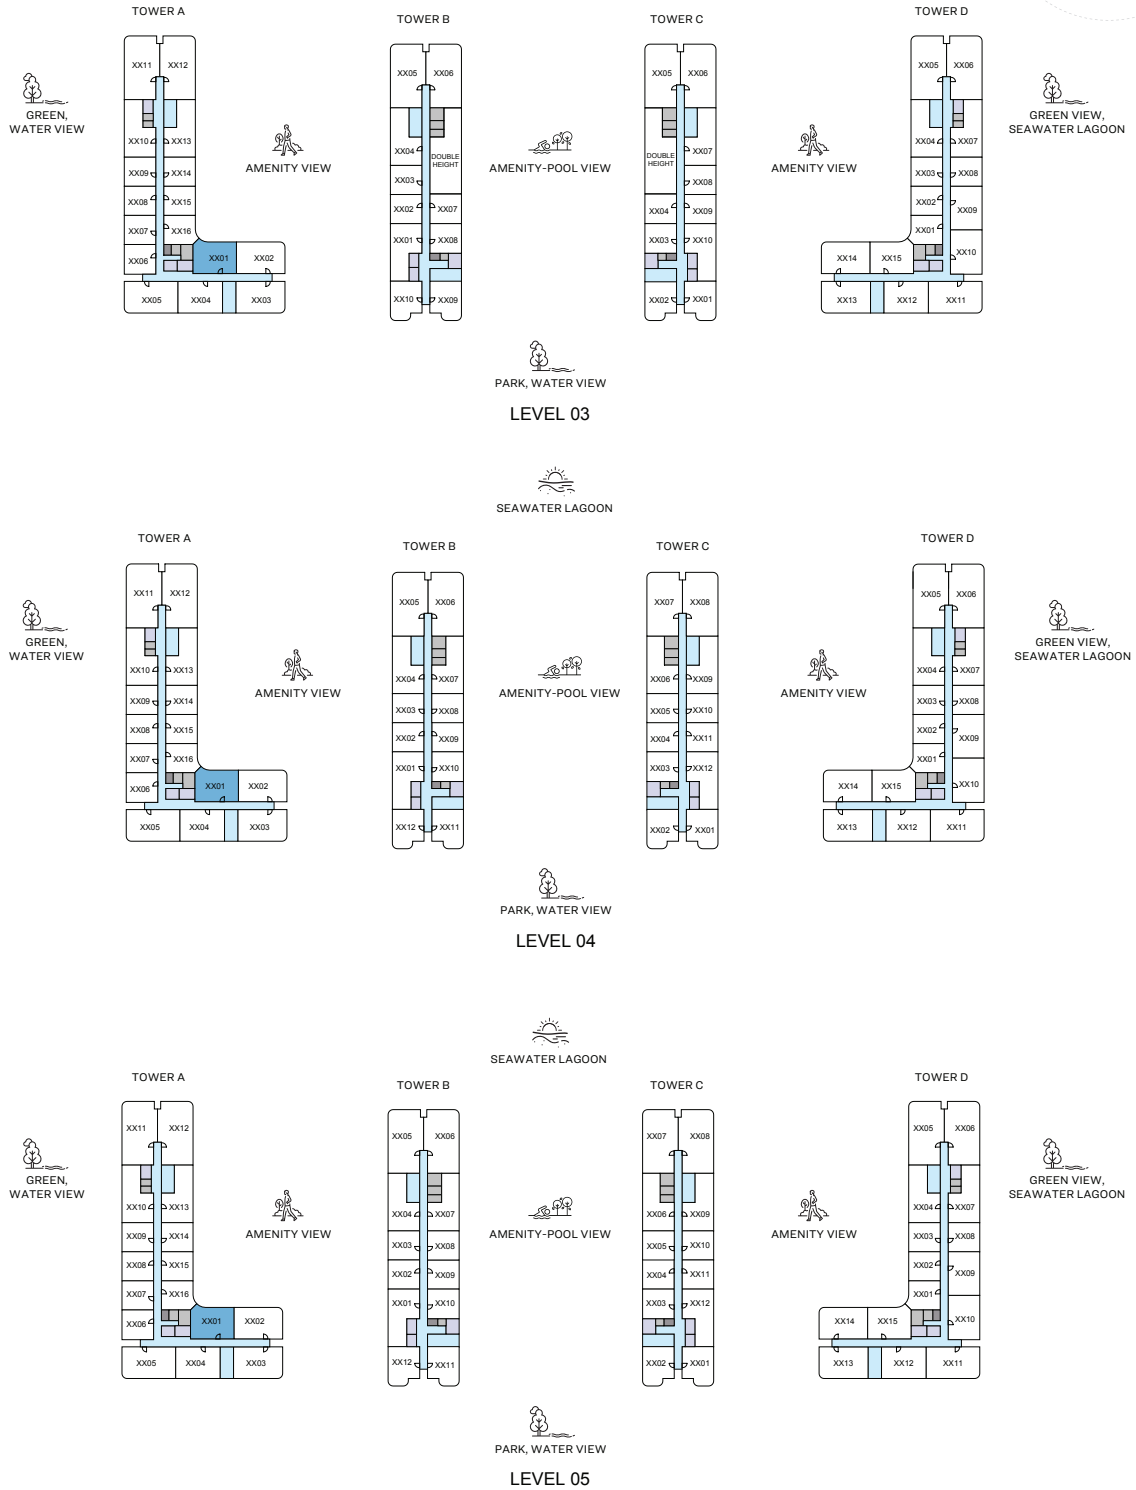 TOWER A
TOWER B
TOWER C
TOWER D
XX11 XX12
XX05 XX06
XX05 XX06
XX05 XX06
GREEN,
WATER VIEW
GREEN VIEW,
SEAWATER LAGOON
XX10 XX13
AMENITY VIEW
XX04
DOUBLE
HEIGHT
AMENITY-POOL VIEW
DOUBLE
HEIGHT
XX07
AMENITY VIEW
XX04 XX07
XX09 XX14
XX03
XX08
XX03 XX08
XX08 XX15
XX02 XX07
XX04 XX09
XX02 XX09
XX07 XX16
XX01 XX08
XX03 XX10
XX01
XX10
XX06 XX01 XX02
XX14 XX15
XX05 XX04 XX03
XX10 XX09
XX02 XX01
XX13 XX12 XX11
PARK, WATER VIEW
LEVEL 03
SEAWATER LAGOON
TOWER A
TOWER B
TOWER C
TOWER D
XX11 XX12
XX05 XX06
XX07 XX08
XX05 XX06
GREEN,
WATER VIEW
GREEN VIEW,
SEAWATER LAGOON
XX10 XX13
AMENITY VIEW
XX04 XX07
AMENITY-POOL VIEW
XX06 XX09
AMENITY VIEW
XX04 XX07
XX09 XX14
XX03 XX08
XX05 XX10
XX03 XX08
XX08 XX15
XX02 XX09
XX04 XX11
XX02 XX09
XX07 XX16
XX01 XX10
XX03 XX12
XX01
XX10
XX06 XX01 XX02
XX14 XX15
XX05 XX04 XX03
XX12 XX11
XX02 XX01
XX13 XX12 XX11
PARK, WATER VIEW
LEVEL 04
SEAWATER LAGOON
TOWER A
TOWER B
TOWER C
TOWER D
XX11 XX12
XX05 XX06
XX07 XX08
XX05 XX06
GREEN,
WATER VIEW
GREEN VIEW,
SEAWATER LAGOON
XX10 XX13
AMENITY VIEW
XX04 XX07
AMENITY-POOL VIEW
XX06 XX09
AMENITY VIEW
XX04 XX07
XX09 XX14
XX03 XX08
XX05 XX10
XX03 XX08
XX08 XX15
XX02 XX09
XX04 XX11
XX02 XX09
XX07 XX16
XX01 XX10
XX03 XX12
XX01
XX10
XX06 XX01 XX02
XX14 XX15
XX05 XX04 XX03
XX12 XX11
XX02 XX01
XX13 XX12 XX11
PARK, WATER VIEW
LEVEL 05